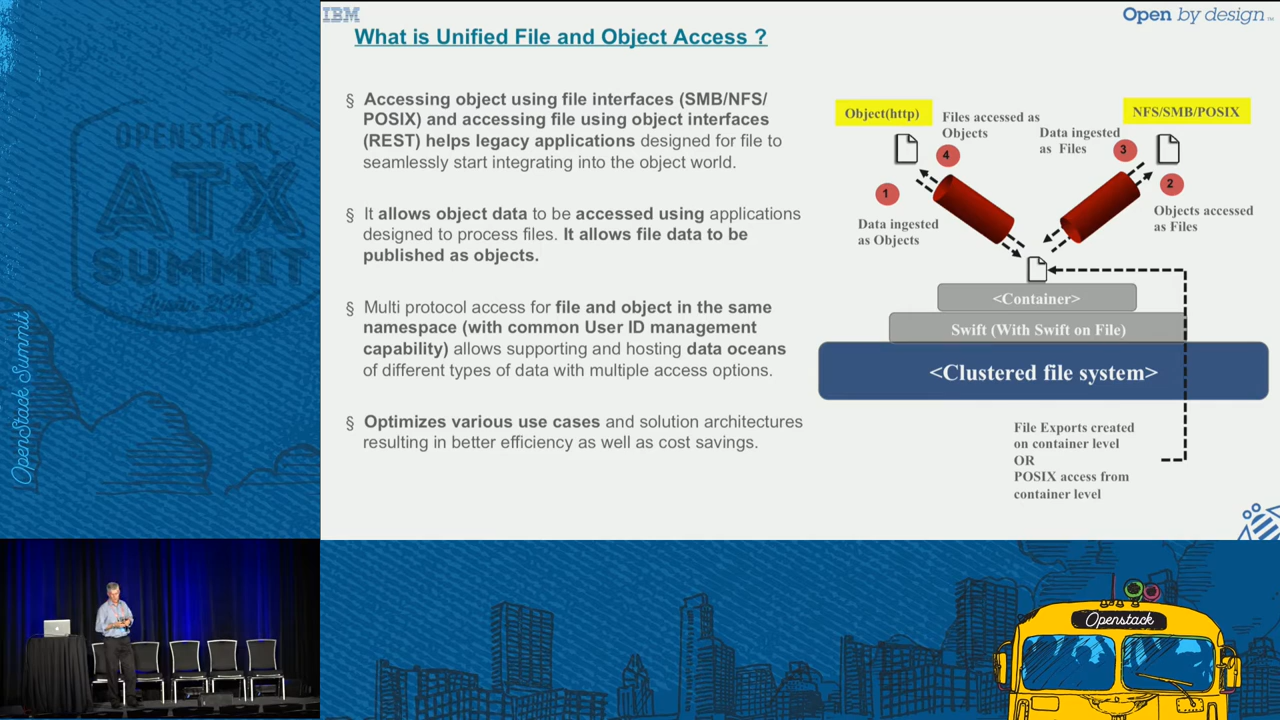 IBM
Open by design™
What is Unified File and Object Access ?
§ Accessing object using file interfaces (SMB/NFS/
POSIX) and accessing file using object interfaces
(REST) helps legacy applications designed for file to
seamlessly start integrating into the object world.
§ It allows object data to be accessed using applications
designed to process files. It allows file data to be
published as objects.
§ Multi protocol access for file and object in the same
namespace (with common User ID management
capability) allows supporting and hosting data oceans
of different types of data with multiple access options.
§ Optimizes various use cases and solution architectures
resulting in better efficiency as well as cost savings.
Object(http)
Files accessed as
Objects
4
NFS/SMB/POSIX
Data ingested
as Files
3
1
Data ingested
as Objects
2
Objects accessed
as Files
<Container>
Swift (With Swift on File)
<Clustered file system>
File Exports created
on container level
OR
POSIX access from
container level
OPENSTACK
ATX
SUMMIT
OpenStack Summit
Openstack